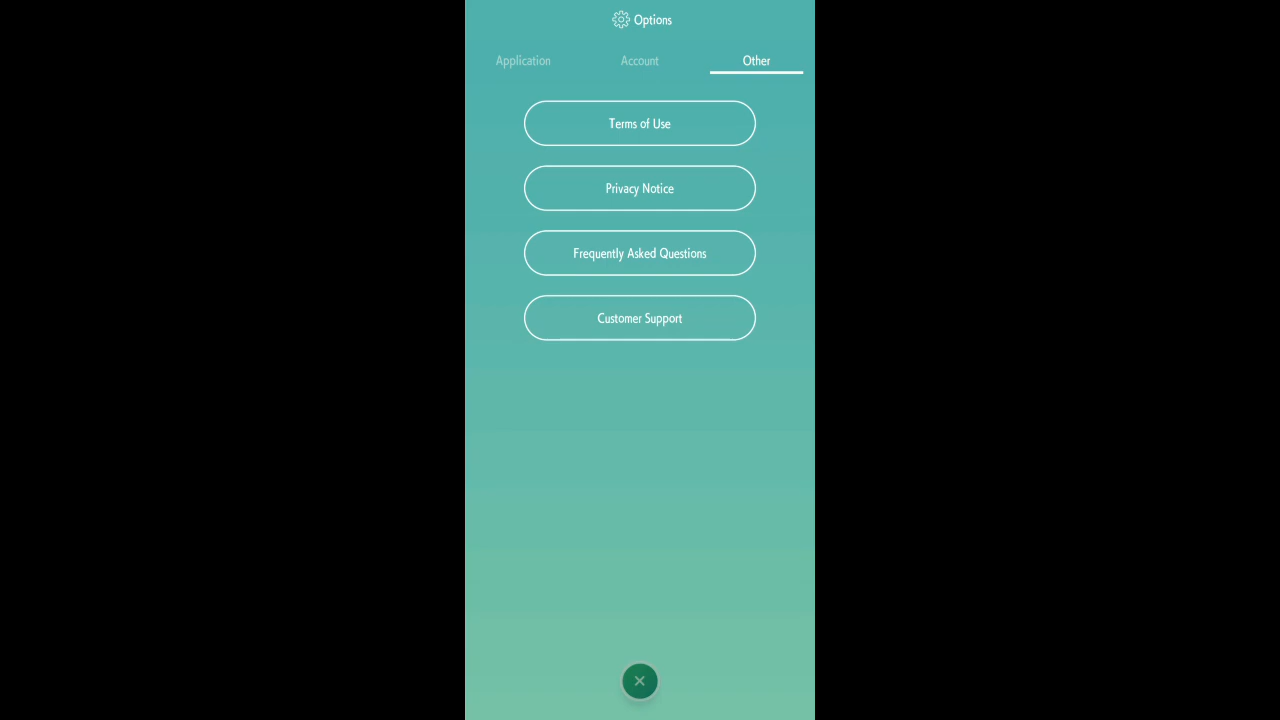 Options
Application
Account
Other
Terms of Use
Privacy Notice
Frequently Asked Questions
Customer Support